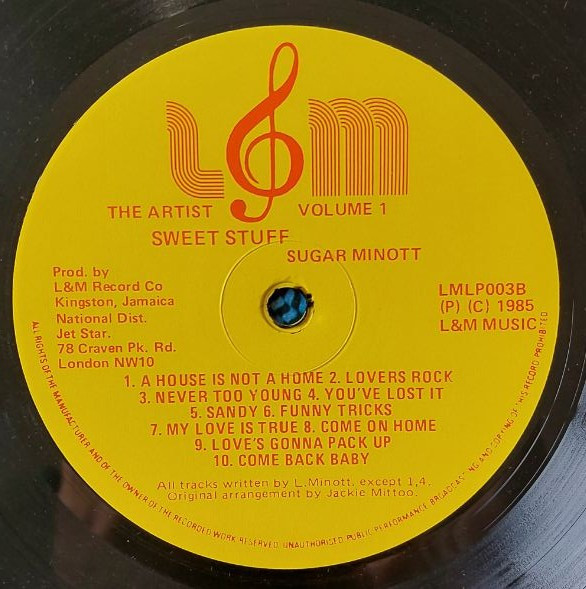 L M
THE ARTIST VOLUME 1
SWEET STUFF
SUGAR MINOTT
Prod. by
L&M Record Co
Kingston, Jamaica
National Dist.
Jet Star.
78 Craven Pk. Rd.
London NW10
LMLP003B
(P) (C) 1985
L&M MUSIC
1. A HOUSE IS NOT A HOME 2. LOVERS ROCK
3. NEVER TOO YOUNG 4. YOU'VE LOST IT
5. SANDY 6. FUNNY TRICKS
7. MY LOVE IS TRUE 8. COME ON HOME
9. LOVE'S GONNA PACK UP
10. COME BACK BABY
All tracks written by L.Minott, except 1,4.
Original arrangement by Jackie Mittoo.
ALL RIGHTS OF THE MANUFACTURER AND OF THE OWNER OF THE RECORDED WORK RESERVED. UNAUTHORISED PUBLIC PERFORMANCE, BROADCASTING AND COPYING OF THIS RECORD PROHIBITED